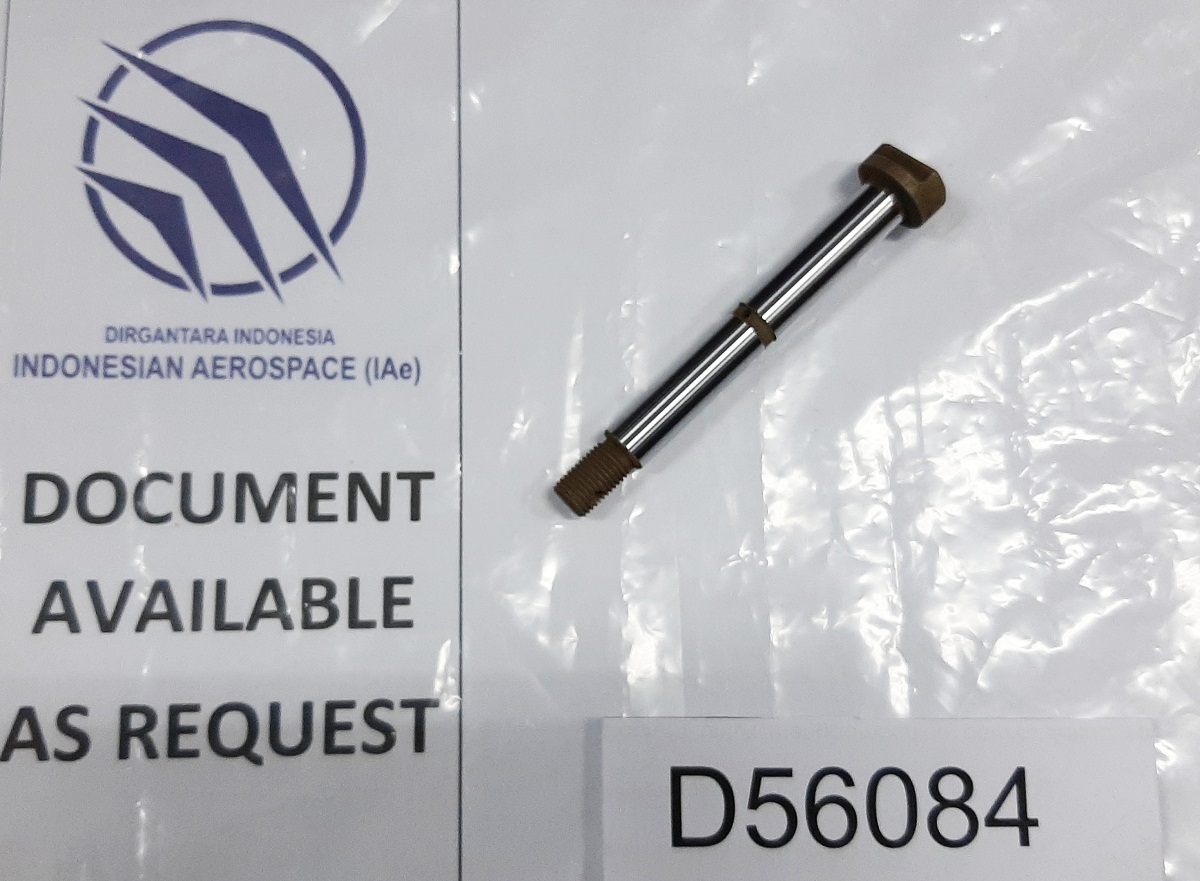 DIRGANTARA INDONESIA
INDONESIAN AEROSPACE (IAe)
DOCUMENT
AVAILABLE
AS REQUEST
D56084